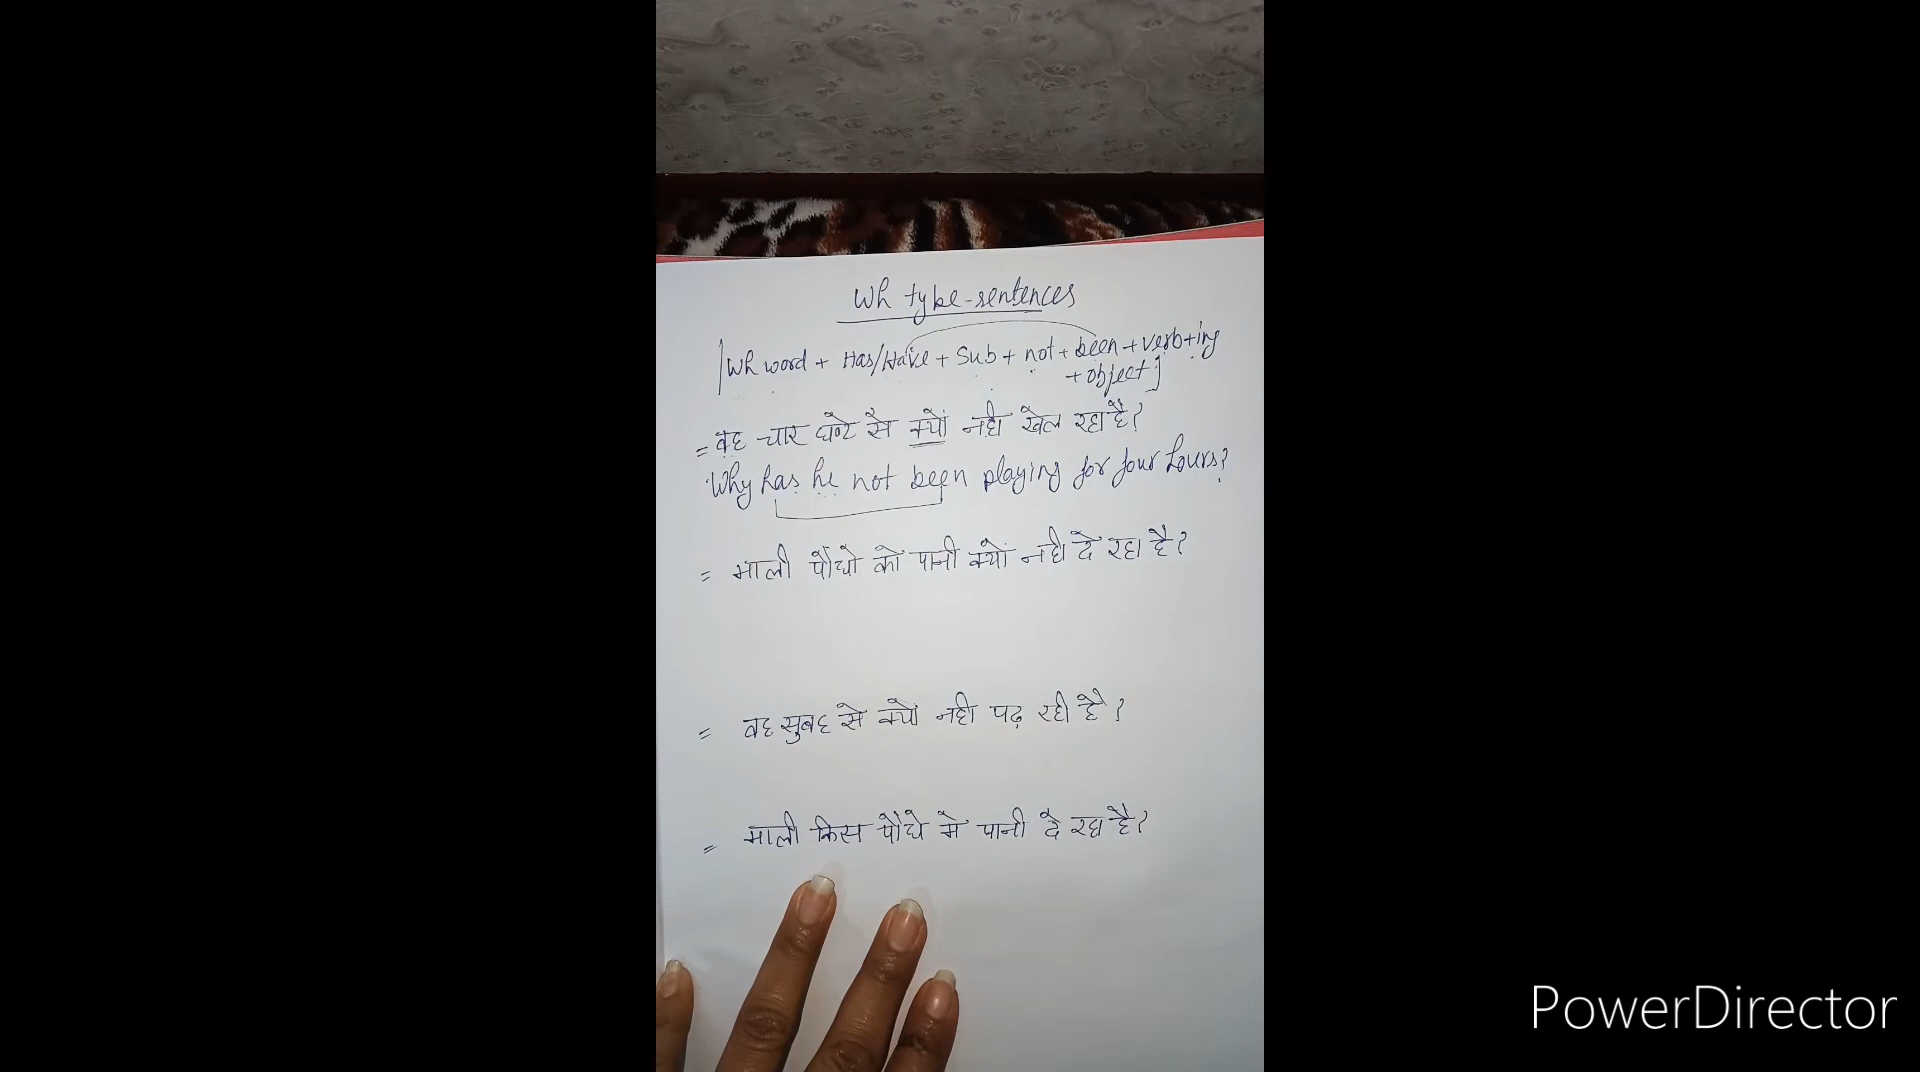 Wh type-sentences
[Wh word + Has/Have + Sub + not + been + verb + ing
+ object]
= वह चार घण्टे से क्यों नही खेल रहा है?
Why has he not been playing for four hours?
= माली पौधो को पानी क्यों नही दे रहा है?
= वह सुबह से क्यों नही पढ़ रही है?
= माली किस पौधे मे पानी दे रहा है?
PowerDirector